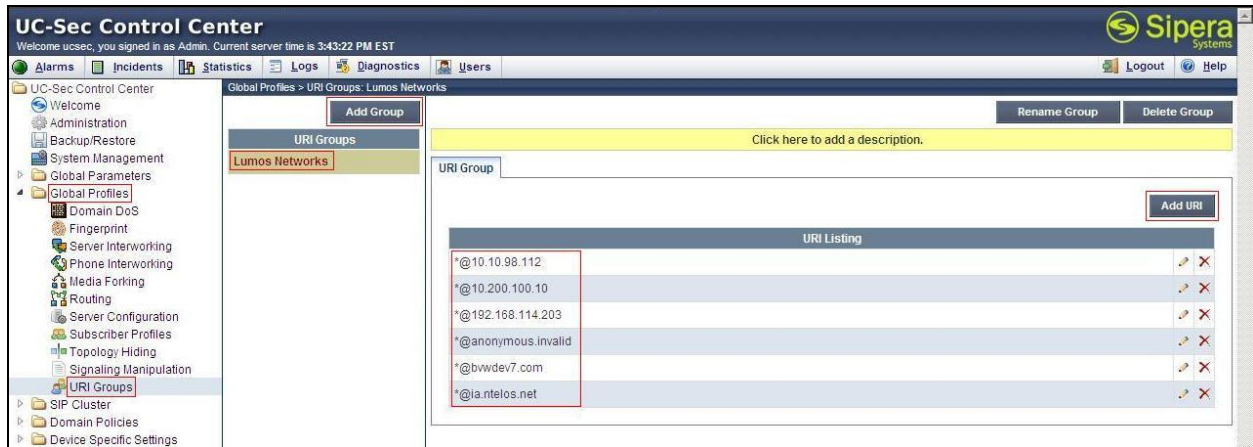 UC-Sec Control Center
Welcome ucsec, you signed in as Admin. Current server time is 3:43:22 PM EST
Sipera
Systems
Alarms Incidents Statistics Logs Diagnostics Users Logout Help
UC-Sec Control Center
Welcome
Administration
Backup/Restore
System Management
Global Parameters
Global Profiles
Domain DoS
Fingerprint
Server Interworking
Phone Interworking
Media Forking
Routing
Server Configuration
Subscriber Profiles
Topology Hiding
Signaling Manipulation
URI Groups
SIP Cluster
Domain Policies
Device Specific Settings
Global Profiles > URI Groups: Lumos Networks
Add Group
URI Groups
Lumos Networks
Rename Group Delete Group
Click here to add a description.
URI Group
Add URI
URI Listing
*@10.10.98.112
*@10.200.100.10
*@192.168.114.203
*@anonymous.invalid
*@bvwdev7.com
*@ia.ntelos.net